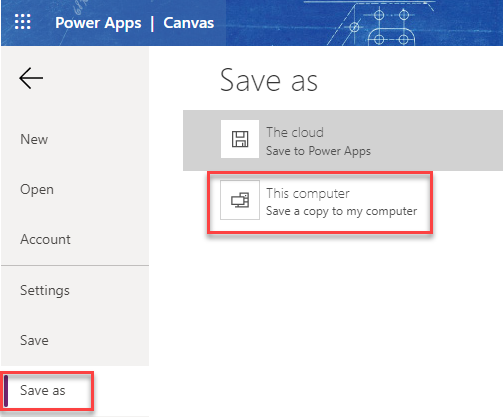 Power Apps | Canvas
Save as
The cloud
Save to Power Apps
This computer
Save a copy to my computer
New
Open
Account
Settings
Save
Save as